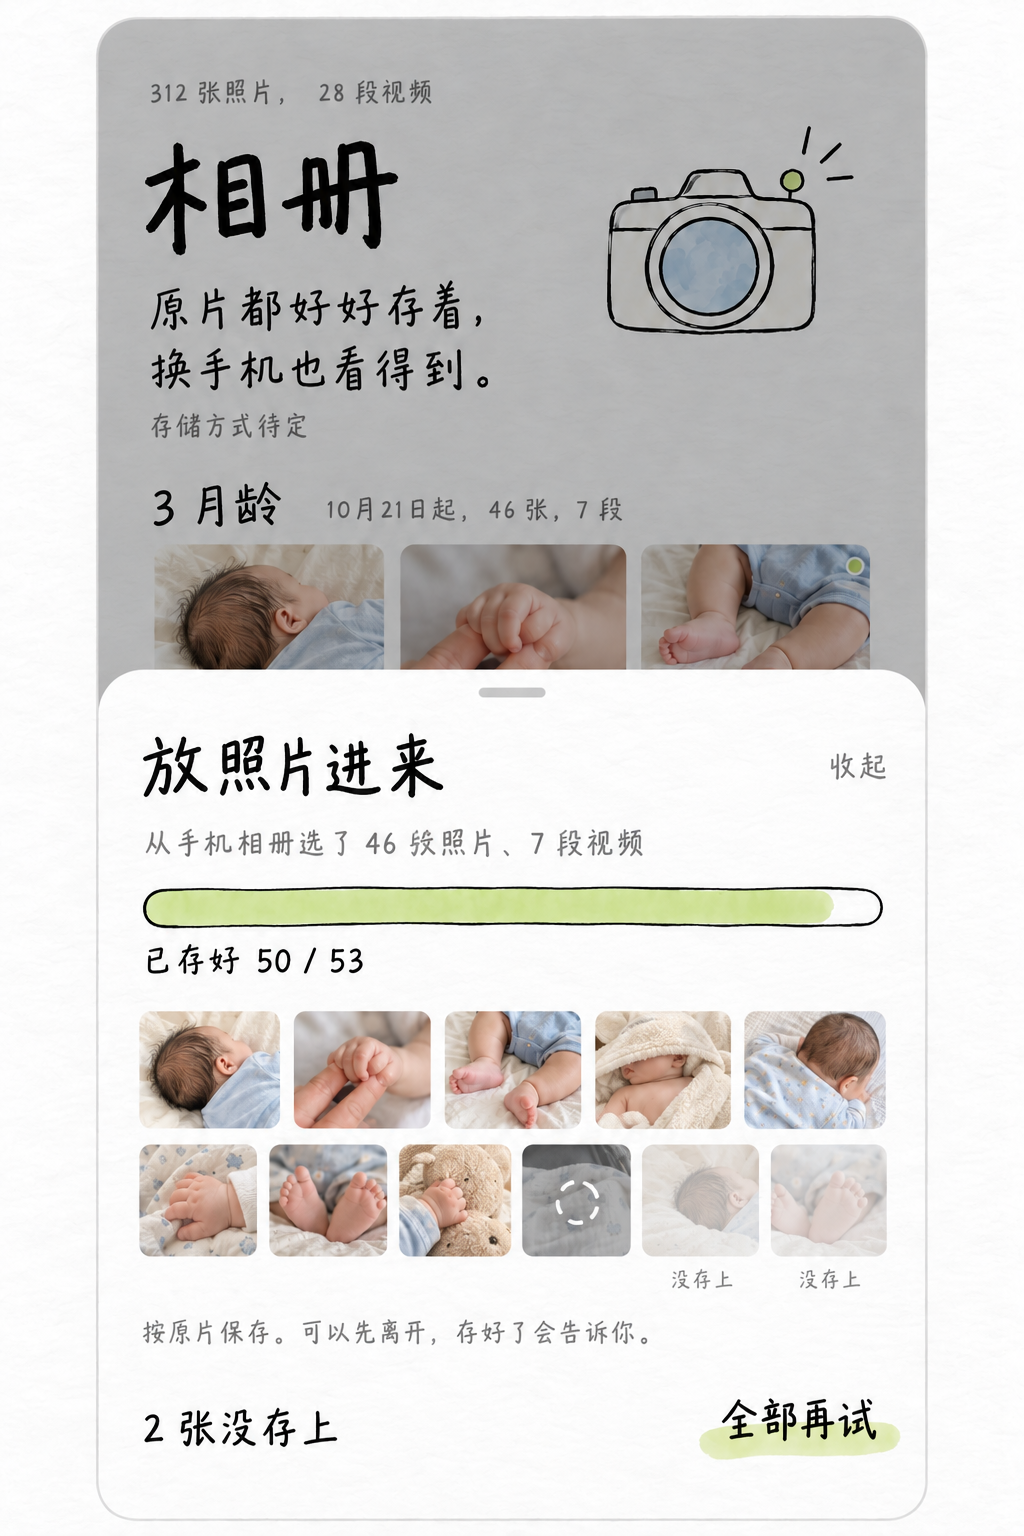 312 张照片， 28 段视频
相册
原片都好好存着，
换手机也看得到。
存储方式待定
3 月龄 10月21日起，46 张，7 段
放照片进来 收起
从手机相册选了 46 照片、7 段视频
已存好 50 / 53
没存上 没存上
按原片保存。可以先离开，存好了会告诉你。
2 张没存上 全部再试